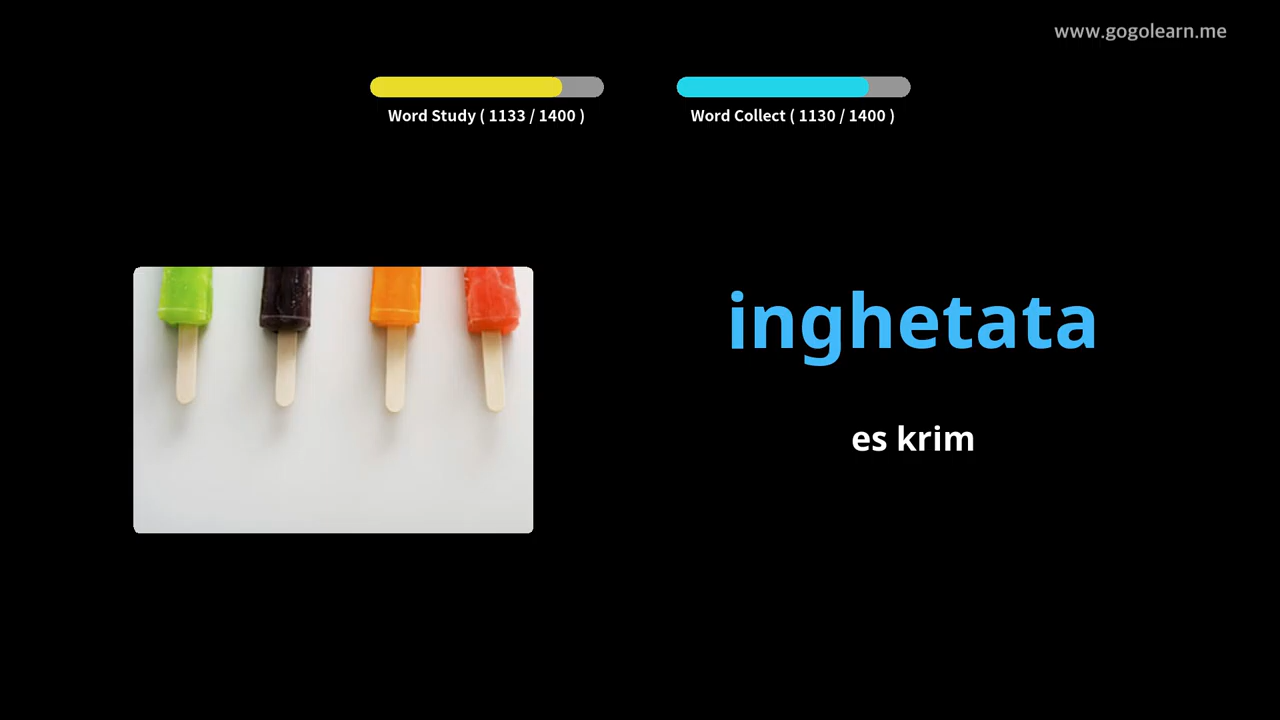 www.gogolearn.me
Word Study ( 1133 / 1400 )
Word Collect ( 1130 / 1400 )
inghetata
es krim